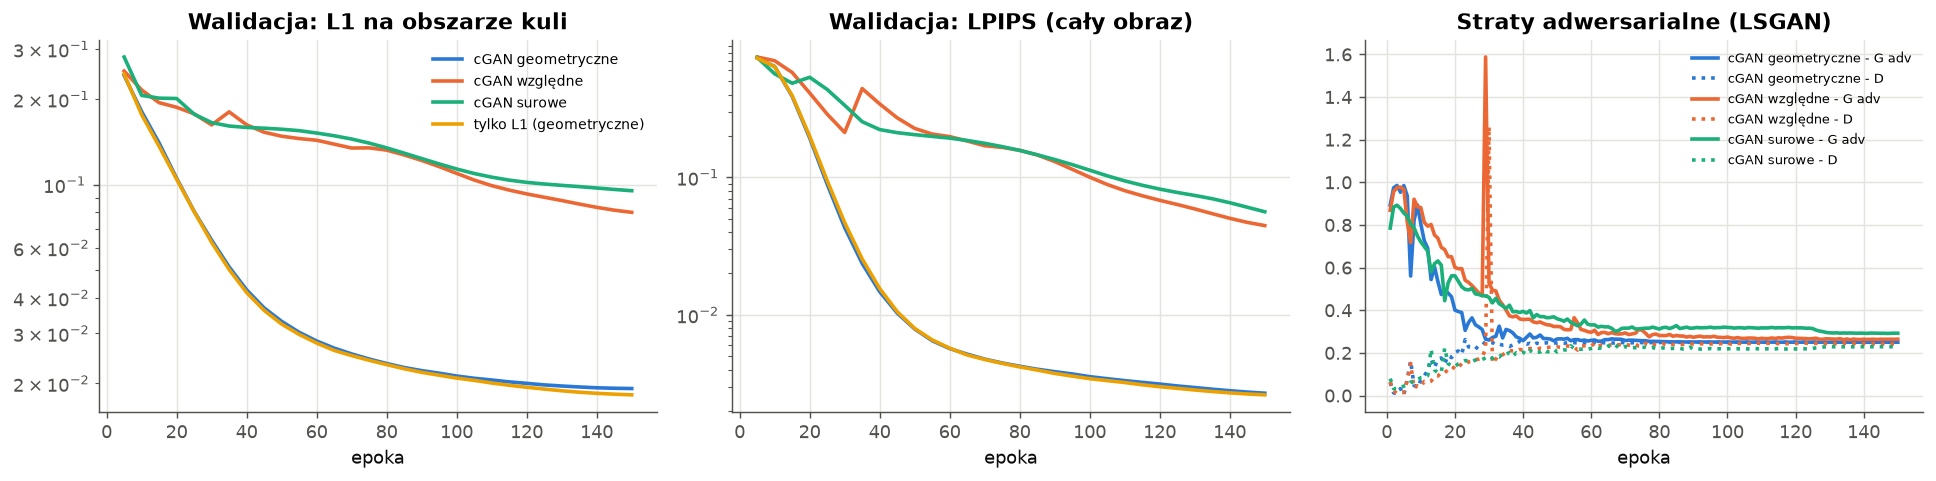 Walidacja: L1 na obszarze kuli
3 × 10⁻¹
2 × 10⁻¹
10⁻¹
6 × 10⁻²
4 × 10⁻²
3 × 10⁻²
2 × 10⁻²
0 20 40 60 80 100 120 140
epoka
cGAN geometryczne
cGAN względne
cGAN surowe
tylko L1 (geometryczne)
Walidacja: LPIPS (cały obraz)
10⁻¹
10⁻²
0 20 40 60 80 100 120 140
epoka
Straty adwersarialne (LSGAN)
1.6
1.4
1.2
1.0
0.8
0.6
0.4
0.2
0.0
0 20 40 60 80 100 120 140
epoka
cGAN geometryczne - G adv
cGAN geometryczne - D
cGAN względne - G adv
cGAN względne - D
cGAN surowe - G adv
cGAN surowe - D